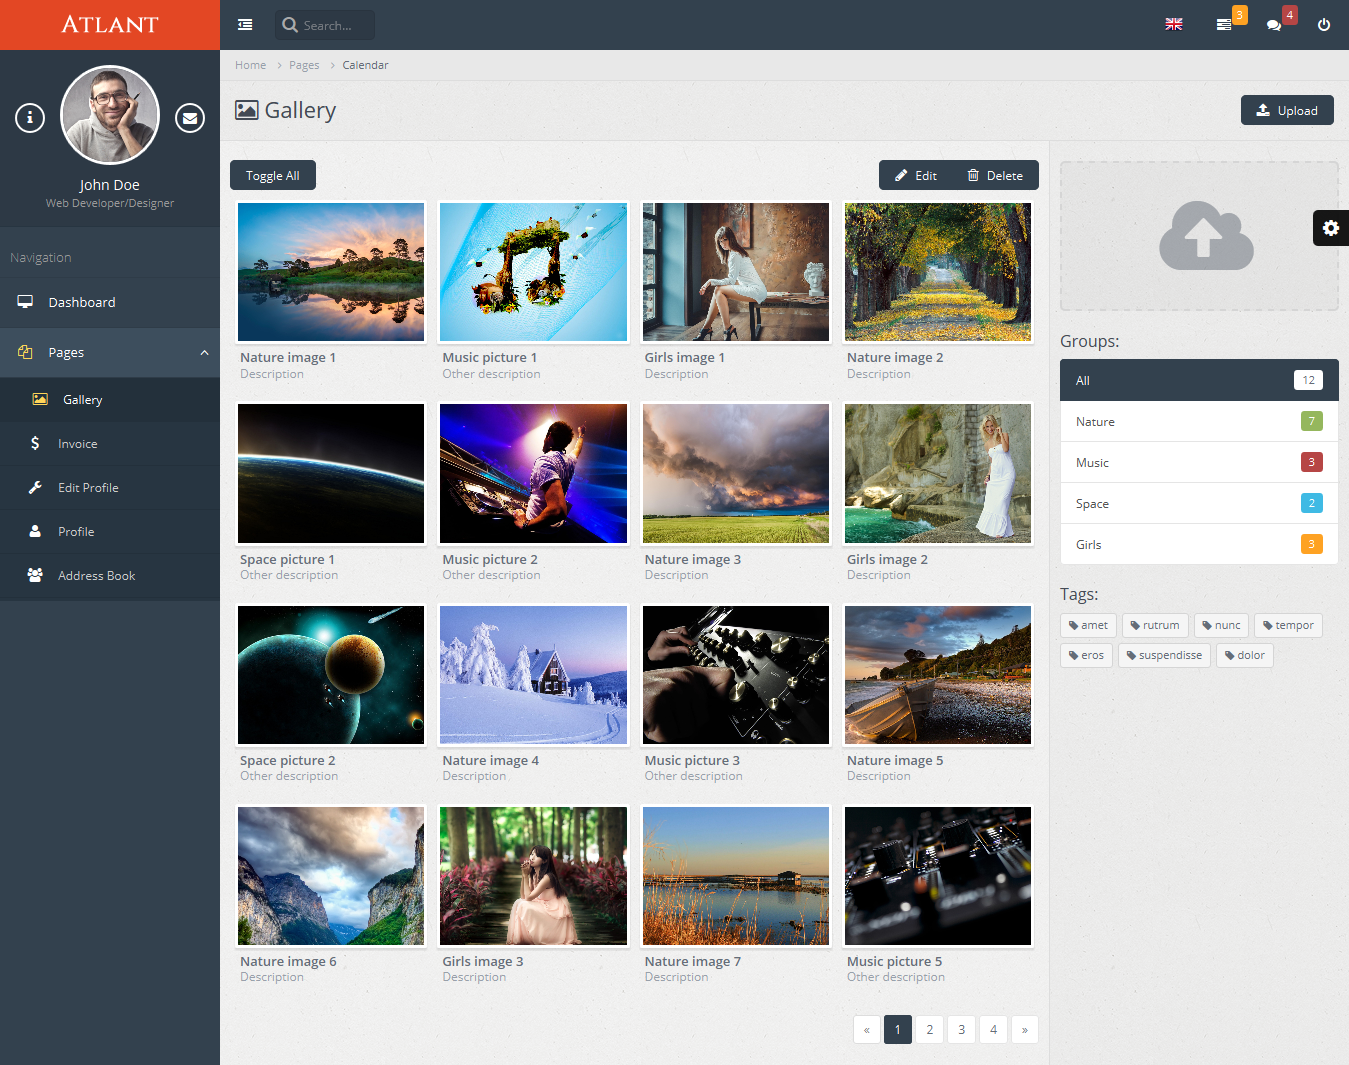 ATLANT
Search...
3
4
John Doe
Web Developer/Designer
Navigation
Dashboard
Pages
Gallery
Invoice
Edit Profile
Profile
Address Book
Home > Pages > Calendar
Gallery
Upload
Toggle All
Edit
Delete
Nature image 1
Description
Music picture 1
Other description
Girls image 1
Description
Nature image 2
Description
Space picture 1
Other description
Music picture 2
Other description
Nature image 3
Description
Girls image 2
Description
Space picture 2
Other description
Nature image 4
Description
Music picture 3
Other description
Nature image 5
Description
Nature image 6
Description
Girls image 3
Description
Nature image 7
Description
Music picture 5
Other description
« 1 2 3 4 »
Groups:
All 12
Nature 7
Music 3
Space 2
Girls 3
Tags:
amet rutrum nunc tempor
eros suspendisse dolor